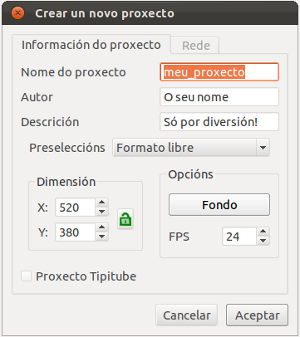 Crear un novo proxecto
Información do proxecto Rede
Nome do proxecto meu_proxecto
Autor O seu nome
Descrición Só por diversión!
Preseleccións Formato libre
Dimensión
X: 520
Y: 380
Opcións
Fondo
FPS 24
Proxecto Tipitube
Cancelar Aceptar